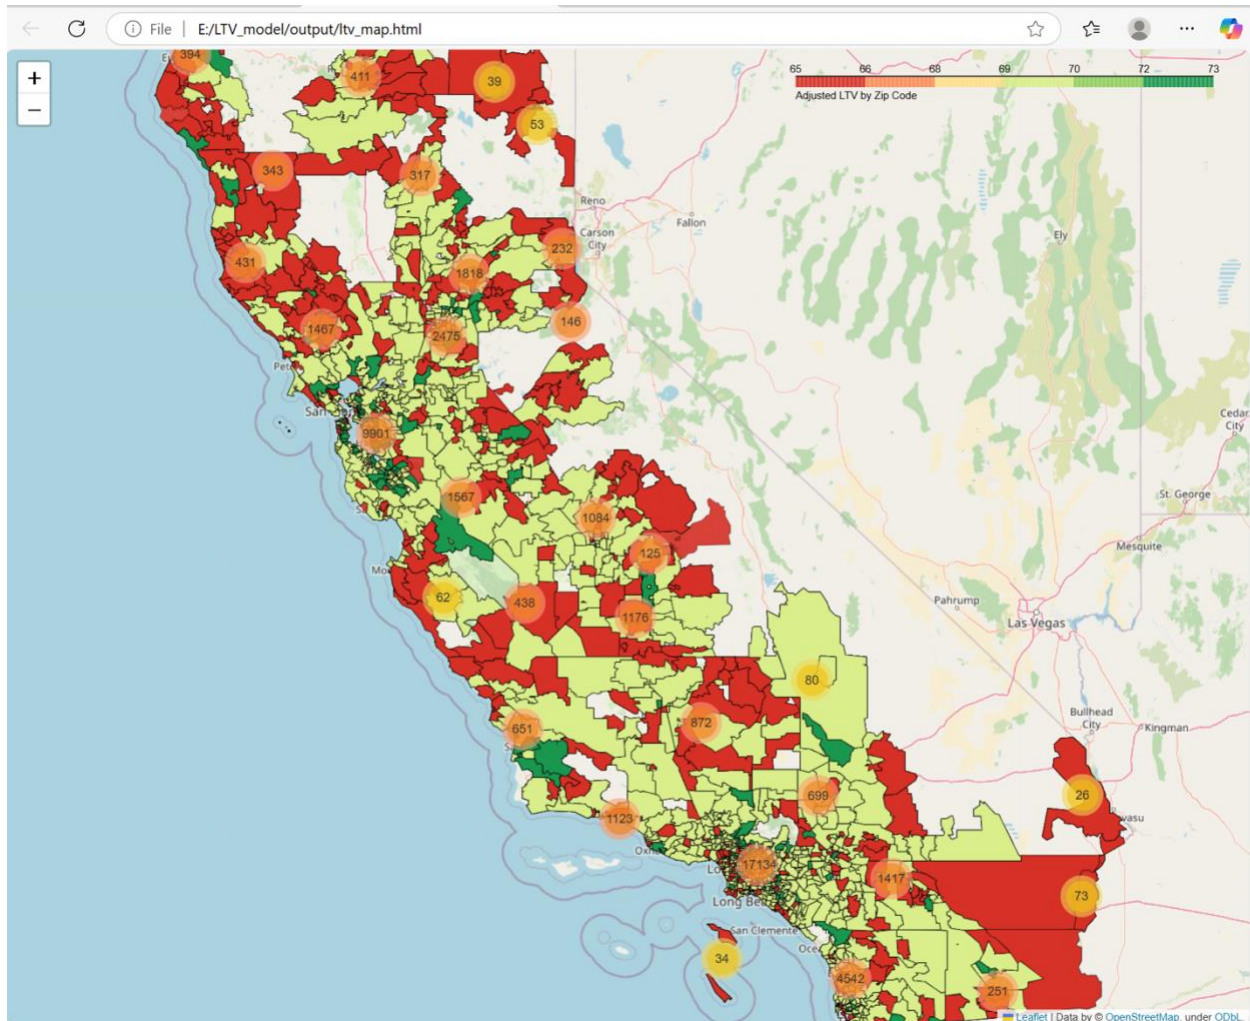 File | E:/LTV_model/output/ltv_map.html
+
−
394
411
39
53
65 66 68 69 70 72 73
Adjusted LTV by Zip Code
343
317
Reno
Fallon
Carson
City
Ely
431
1818
232
1467
2475
146
Cedar
City
9901
1567
1084
125
St. George
Mesquite
62
438
1176
Pahrump
Las Vegas
80
651
872
Bullhead
City
Kingman
699
26
1123
17134
1417
73
Long Be
San Clemente
34
4542
251
Leaflet | Data by © OpenStreetMap, under ODbL.